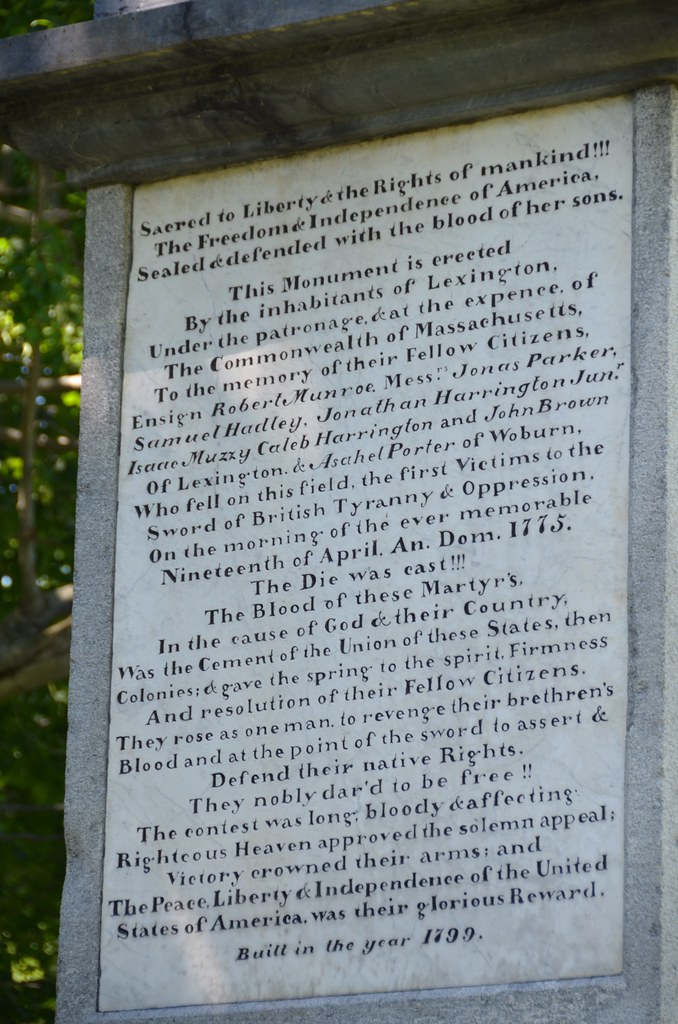 Sacred to Liberty & the Rights of mankind!!!
The Freedom & Independence of America,
Sealed & defended with the blood of her sons.
This Monument is erected
By the inhabitants of Lexington,
Under the patronage, & at the expence, of
The Commonwealth of Massachusetts,
To the memory of their Fellow Citizens,
Ensign Robert Munroe, Mess.rs Jonas Parker,
Samuel Hadley, Jonathan Harrington Jun.r
Isaac Muzzy Caleb Harrington and John Brown
Of Lexington, & Asahel Porter of Woburn,
Who fell on this field, the first Victims to the
Sword of British Tyranny & Oppression,
On the morning of the ever memorable
Nineteenth of April, An. Dom. 1775.
The Die was cast!!!
The Blood of these Martyr's,
In the cause of God & their Country,
Was the Cement of the Union of these States, then
Colonies; & gave the spring to the spirit, Firmness
And resolution of their Fellow Citizens.
They rose as one man, to revenge their brethren's
Blood and at the point of the sword to assert &
Defend their native Rights.
They nobly dar'd to be free!!
The contest was long, bloody & affecting.
Righteous Heaven approved the solemn appeal;
Victory crowned their arms; and
The Peace, Liberty & Independence of the United
States of America, was their glorious Reward.
Built in the year 1799.